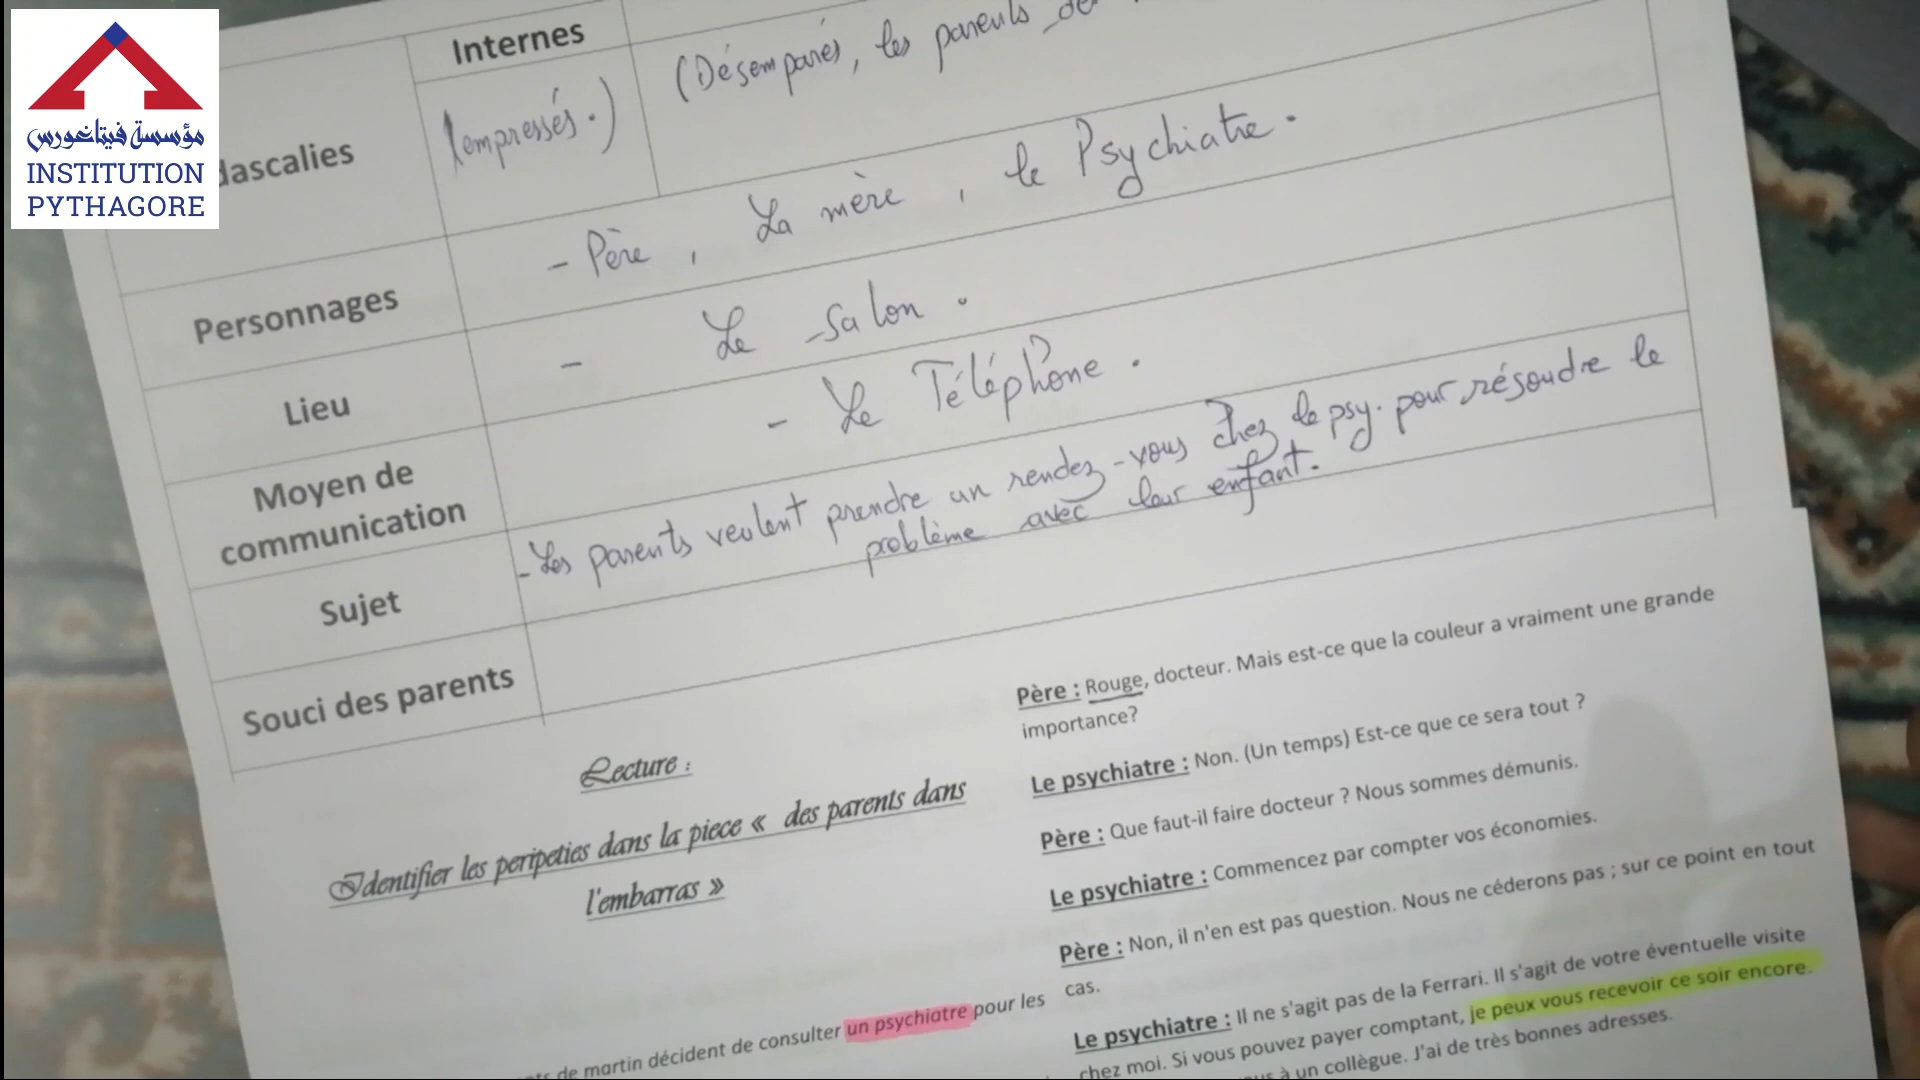 مؤسسة فيتاغورس
INSTITUTION
PYTHAGORE
dascalies
Internes
(empressés.)
(Désemparés, les parents de
Personnages
- Père, La mère, le Psychiatre.
Lieu
- Le salon.
Moyen de
communication
- Le Téléphone.
Sujet
- Les parents veulent prendre un rendez-vous chez le psy. pour résoudre le
problème avec leur enfant.
Souci des parents
Lecture :
Identifier les peripeties dans la piece « des parents dans
l'embarras »
de martin décident de consulter un psychiatre pour les
Père : Rouge, docteur. Mais est-ce que la couleur a vraiment une grande
importance?
Le psychiatre : Non. (Un temps) Est-ce que ce sera tout ?
Père : Que faut-il faire docteur ? Nous sommes démunis.
Le psychiatre : Commencez par compter vos économies.
Père : Non, il n'en est pas question. Nous ne céderons pas ; sur ce point en tout
cas.
Le psychiatre : Il ne s'agit pas de la Ferrari. Il s'agit de votre éventuelle visite
chez moi. Si vous pouvez payer comptant, je peux vous recevoir ce soir encore.
à un collègue. J'ai de très bonnes adresses.